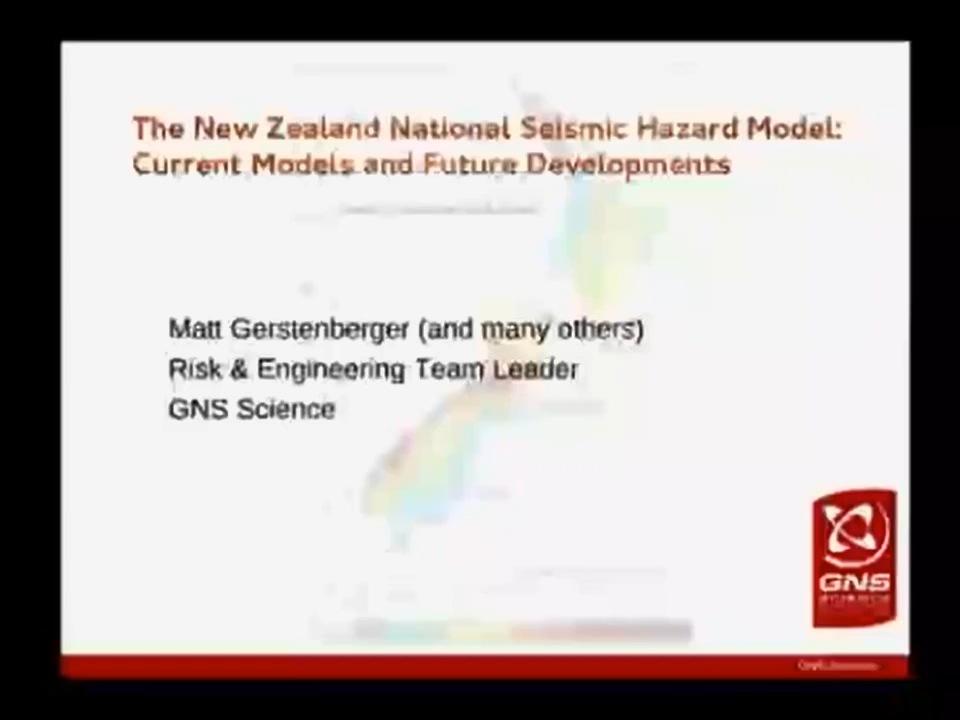 The New Zealand National Seismic Hazard Model:
Current Models and Future Developments
Matt Gerstenberger (and many others)
Risk & Engineering Team Leader
GNS Science
GNS